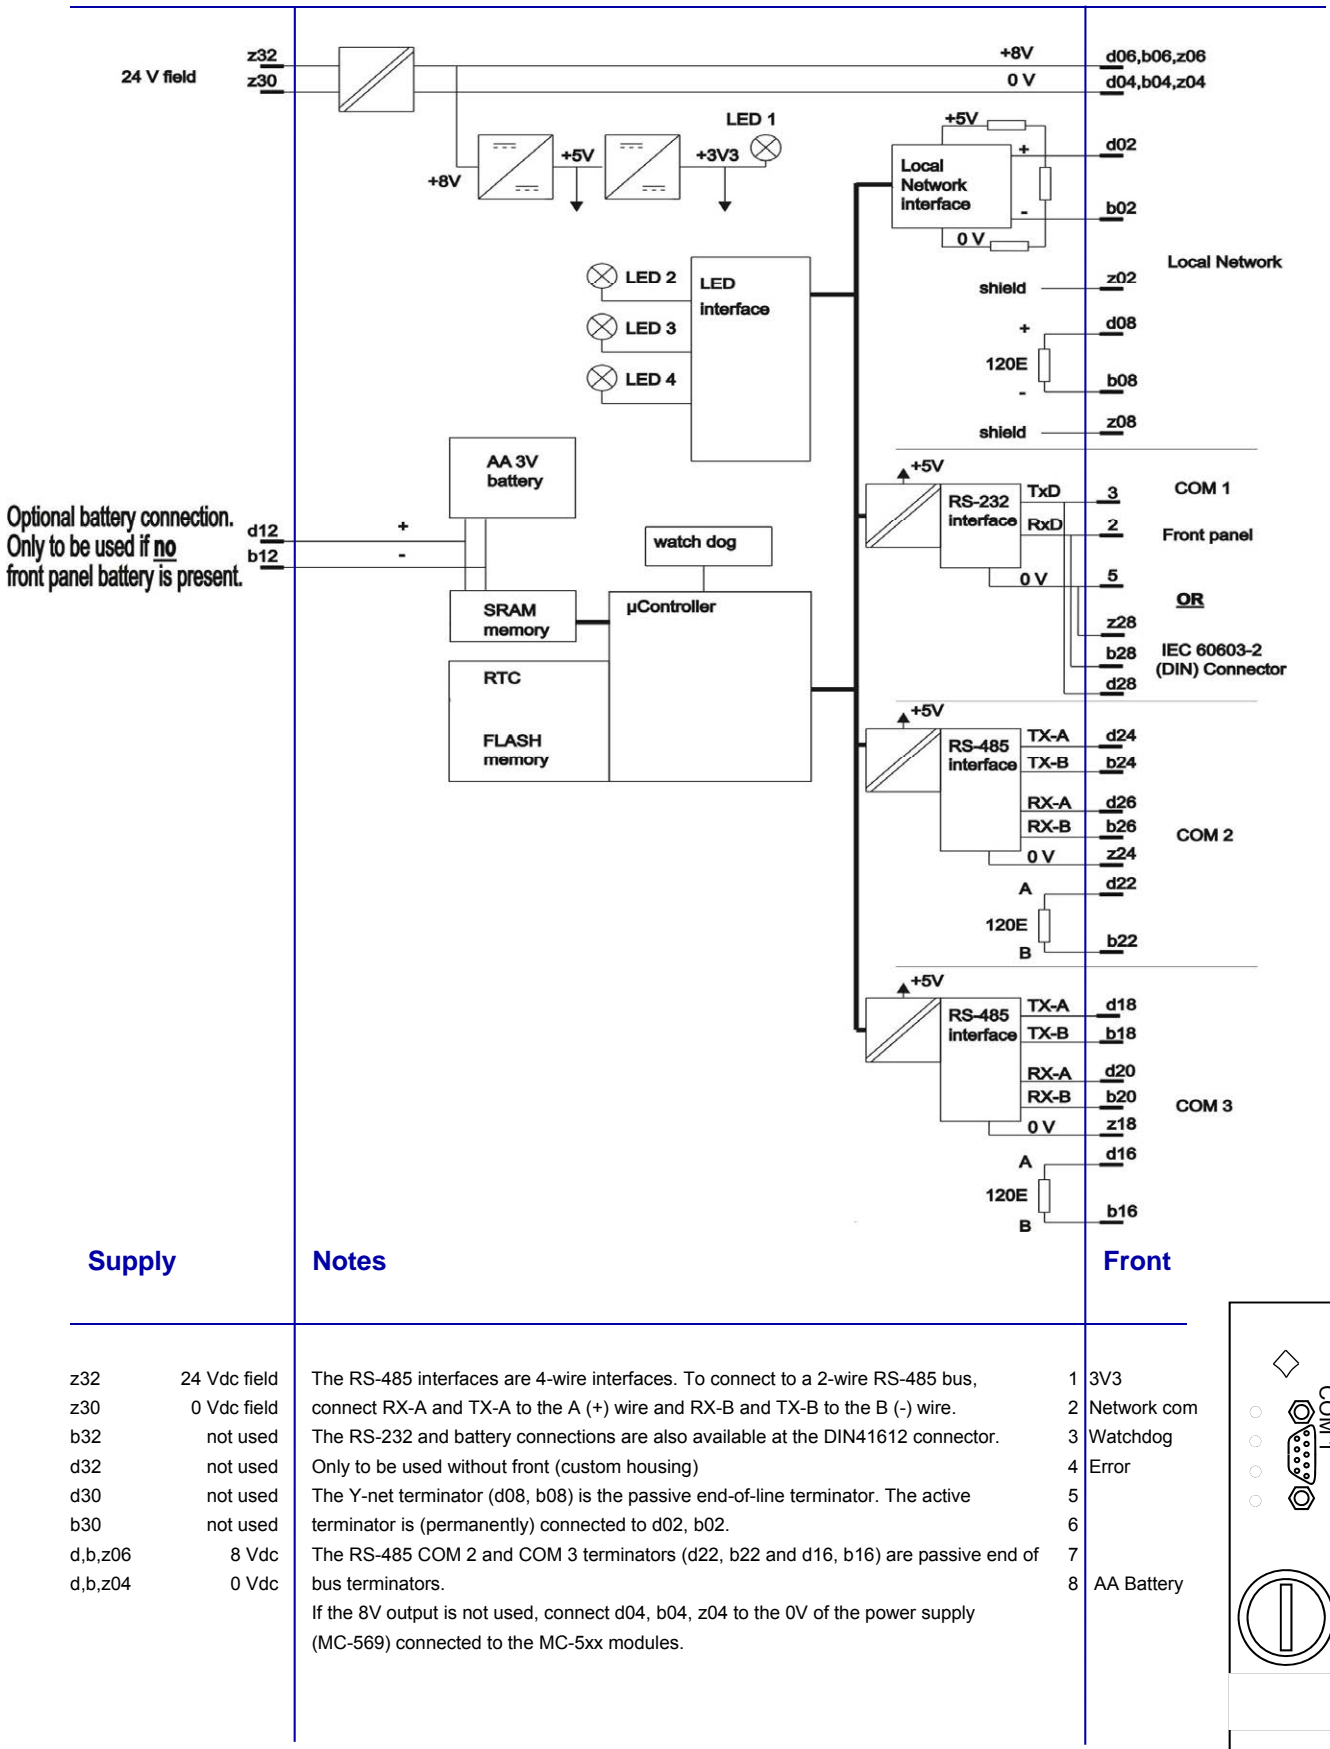 24 V field
z32
z30
+8V
0 V
d06,b06,z06
d04,b04,z04
LED 1
+8V
+5V
+3V3
+5V
Local
Network
interface
+
-
0 V
d02
b02
Local Network
shield
z02
+
120E
-
d08
b08
shield
z08
LED 2
LED 3
LED 4
LED
interface
AA 3V
battery
Optional battery connection.
Only to be used if no
front panel battery is present.
d12
b12
+
-
watch dog
SRAM
memory
µController
RTC
FLASH
memory
+5V
RS-232
interface
TxD
RxD
0 V
3
2
5
z28
b28
d28
COM 1
Front panel
OR
IEC 60603-2
(DIN) Connector
+5V
RS-485
interface
TX-A
TX-B
RX-A
RX-B
0 V
d24
b24
d26
b26
z24
COM 2
A
120E
B
d22
b22
+5V
RS-485
interface
TX-A
TX-B
RX-A
RX-B
0 V
d18
b18
d20
b20
z18
COM 3
A
120E
B
d16
b16
Supply
z32 24 Vdc field
z30 0 Vdc field
b32 not used
d32 not used
d30 not used
b30 not used
d,b,z06 8 Vdc
d,b,z04 0 Vdc
Notes
The RS-485 interfaces are 4-wire interfaces. To connect to a 2-wire RS-485 bus,
connect RX-A and TX-A to the A (+) wire and RX-B and TX-B to the B (-) wire.
The RS-232 and battery connections are also available at the DIN41612 connector.
Only to be used without front (custom housing)
The Y-net terminator (d08, b08) is the passive end-of-line terminator. The active
terminator is (permanently) connected to d02, b02.
The RS-485 COM 2 and COM 3 terminators (d22, b22 and d16, b16) are passive end of
bus terminators.
If the 8V output is not used, connect d04, b04, z04 to the 0V of the power supply
(MC-569) connected to the MC-5xx modules.
Front
1 3V3
2 Network com
3 Watchdog
4 Error
5
6
7
8 AA Battery
COM 1